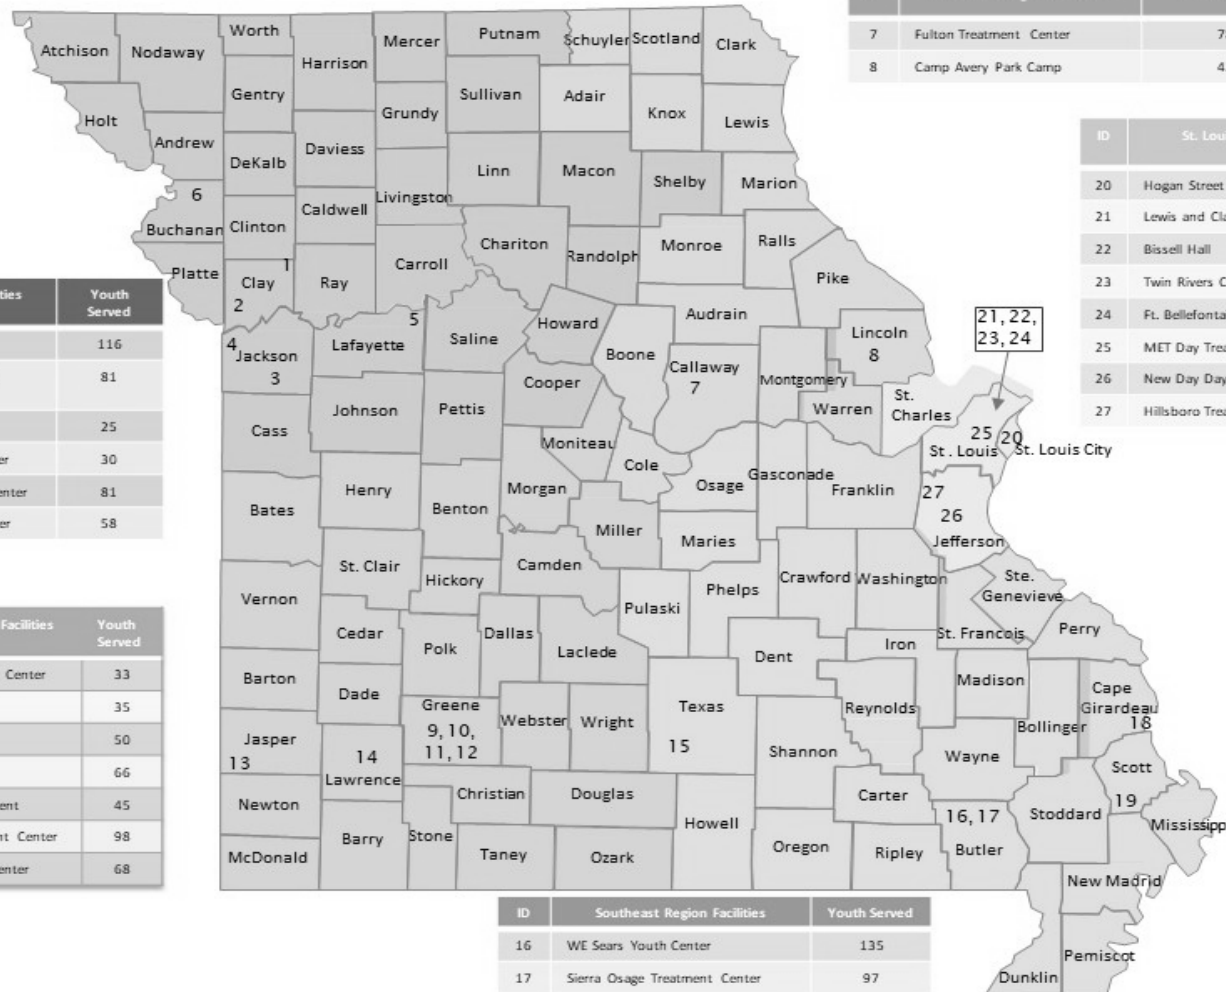 7 Fulton Treatment Center
8 Camp Avery Park Camp
Worth
Mercer
Putnam
Schuyler
Scotland
Clark
Atchison
Nodaway
Harrison
Gentry
Sullivan
Adair
Grundy
Knox
Lewis
Holt
Andrew
Daviess
DeKalb
Linn
Macon
Shelby
Marion
6
Livingston
Caldwell
Buchanan
Clinton
Chariton
Monroe
Ralls
Randolph
Platte
1
Clay
2
Ray
Carroll
Pike
5
Howard
Audrain
Lincoln
8
4
Jackson
3
Lafayette
Saline
Boone
Callaway
7
Montgomery
Cooper
Warren
St.
Charles
21, 22,
23, 24
Johnson
Pettis
Cass
Moniteau
Cole
25
St. Louis
20
St. Louis City
Gasconade
Osage
Franklin
27
26
Jefferson
Henry
Morgan
Bates
Benton
Miller
Maries
St. Clair
Hickory
Camden
Crawford
Washington
Ste.
Genevieve
Phelps
Pulaski
Vernon
Cedar
Dallas
Polk
Laclede
Dent
Iron
St. Francois
Perry
Barton
Dade
Madison
Greene
9, 10,
11, 12
Webster
Wright
Texas
15
Reynolds
Bollinger
Cape
Girardeau
18
Jasper
13
14
Lawrence
Shannon
Wayne
Scott
19
Newton
Christian
Douglas
Howell
Carter
16, 17
Butler
Stoddard
Mississipp
McDonald
Barry
Stone
Taney
Ozark
Oregon
Ripley
New Madrid
Pemiscot
Dunklin
ID St. Lou
20 Hogan Street
21 Lewis and Cla
22 Bissell Hall
23 Twin Rivers C
24 Ft. Bellefonta
25 MET Day Trea
26 New Day Day
27 Hillsboro Trea
ties Youth
Served
116
81
25
er 30
enter 81
er 58
Facilities Youth
Served
Center 33
35
50
66
ent 45
nt Center 98
enter 68
ID Southeast Region Facilities Youth Served
16 WE Sears Youth Center 135
17 Sierra Osage Treatment Center 97